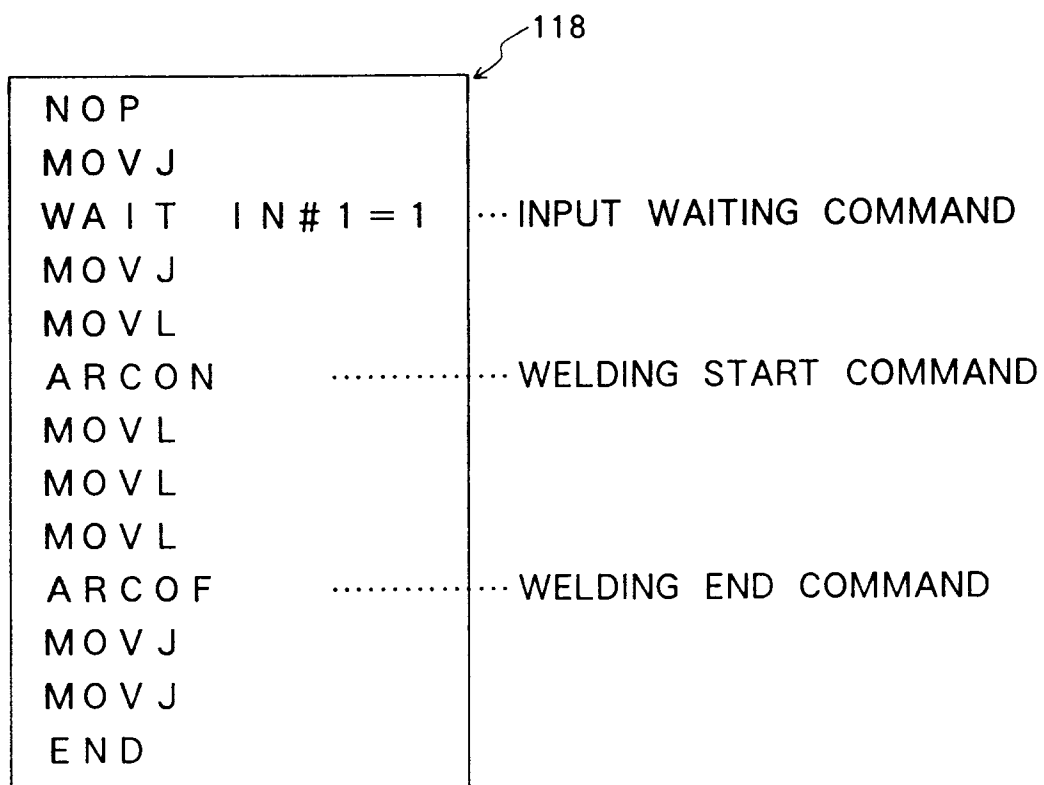 118
NOP
MOVJ
WAIT IN#1=1 ··· INPUT WAITING COMMAND
MOVJ
MOVL
ARCON ·············· WELDING START COMMAND
MOVL
MOVL
MOVL
ARCOF ·············· WELDING END COMMAND
MOVJ
MOVJ
END